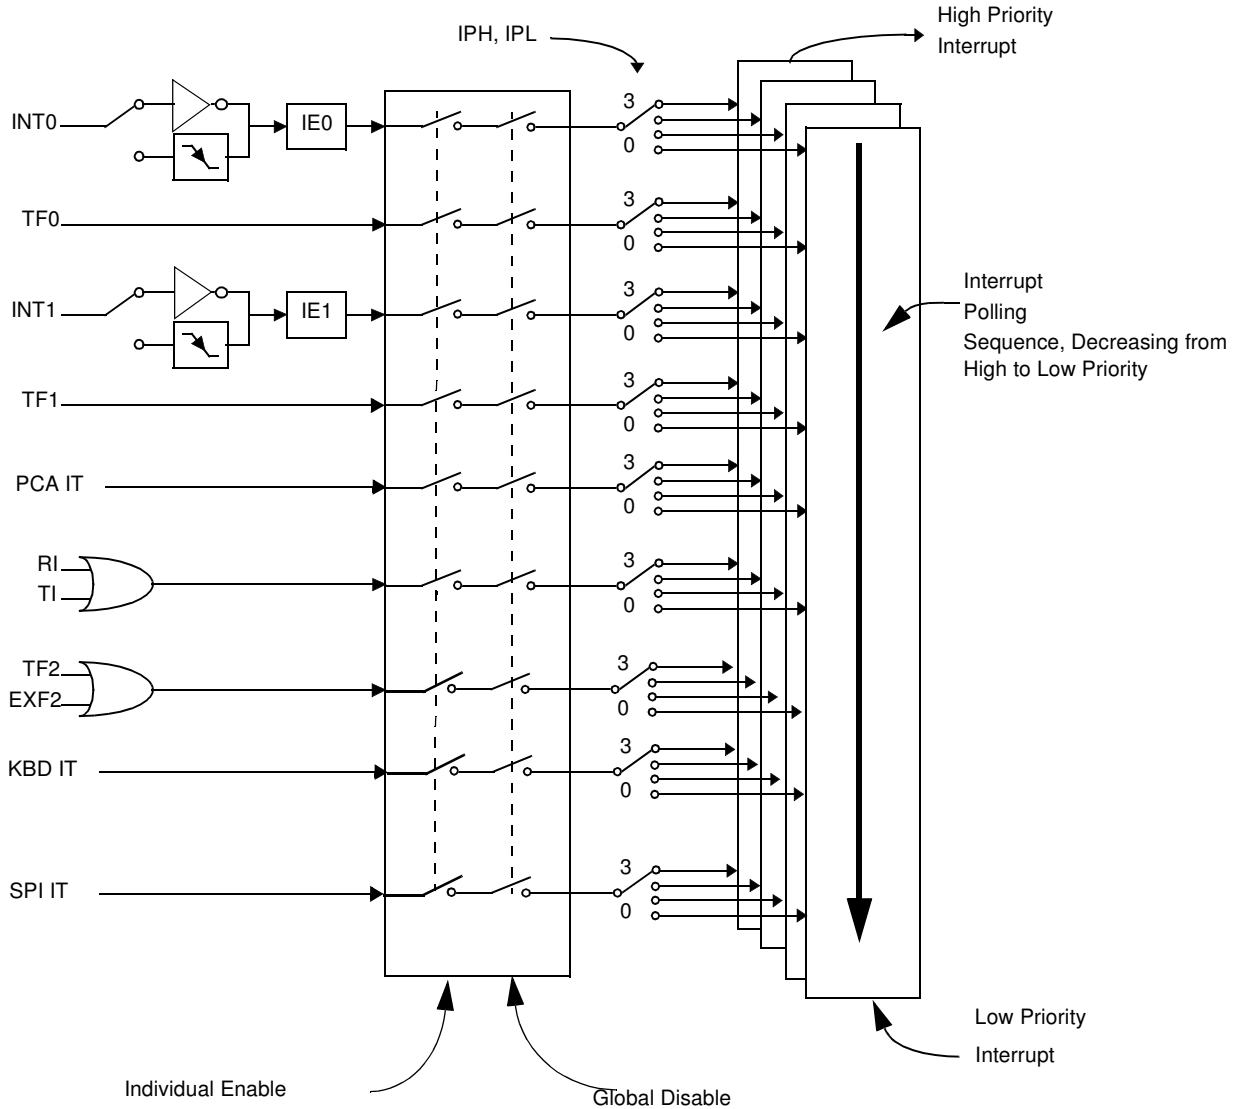 High Priority
IPH, IPL
Interrupt
3
INT0
IE0
0
3
TF0
0
3
Interrupt
INT1
IE1
Polling
0
Sequence, Decreasing from
High to Low Priority
3
TF1
0
3
PCA IT
0
RI
3
TI
0
TF2
3
EXF2
0
3
KBD IT
0
3
SPI IT
0
Low Priority
Interrupt
Individual Enable
Global Disable